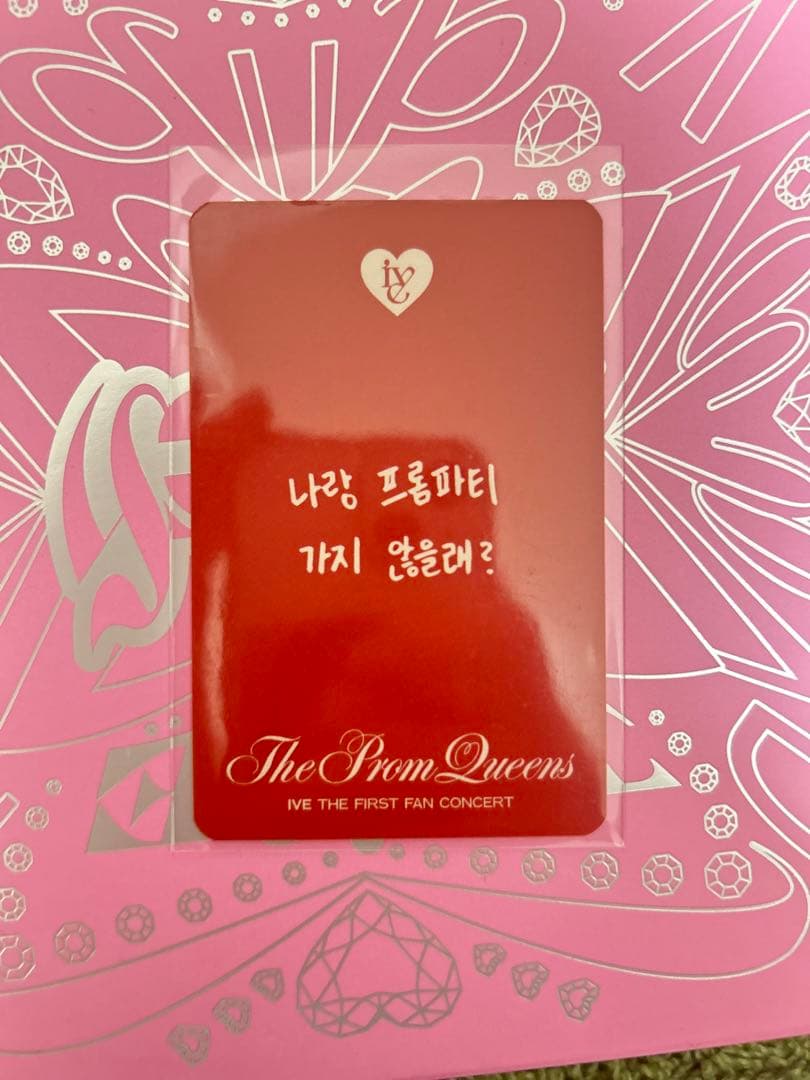 ive
나랑 프롬파티
가지 않을래?
The Prom Queens
IVE THE FIRST FAN CONCERT